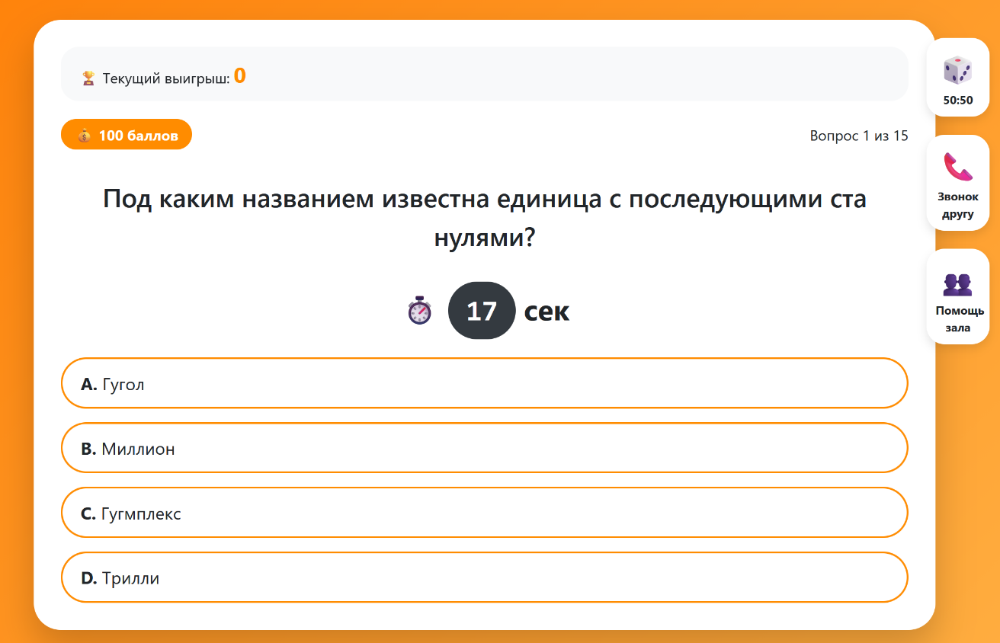 Текущий выигрыш: 0
50:50
100 баллов
Вопрос 1 из 15
Звонок
другу
Под каким названием известна единица с последующими ста
нулями?
17 сек
Помощь
зала
A. Гугол
B. Миллион
C. Гугмплекс
D. Трилли